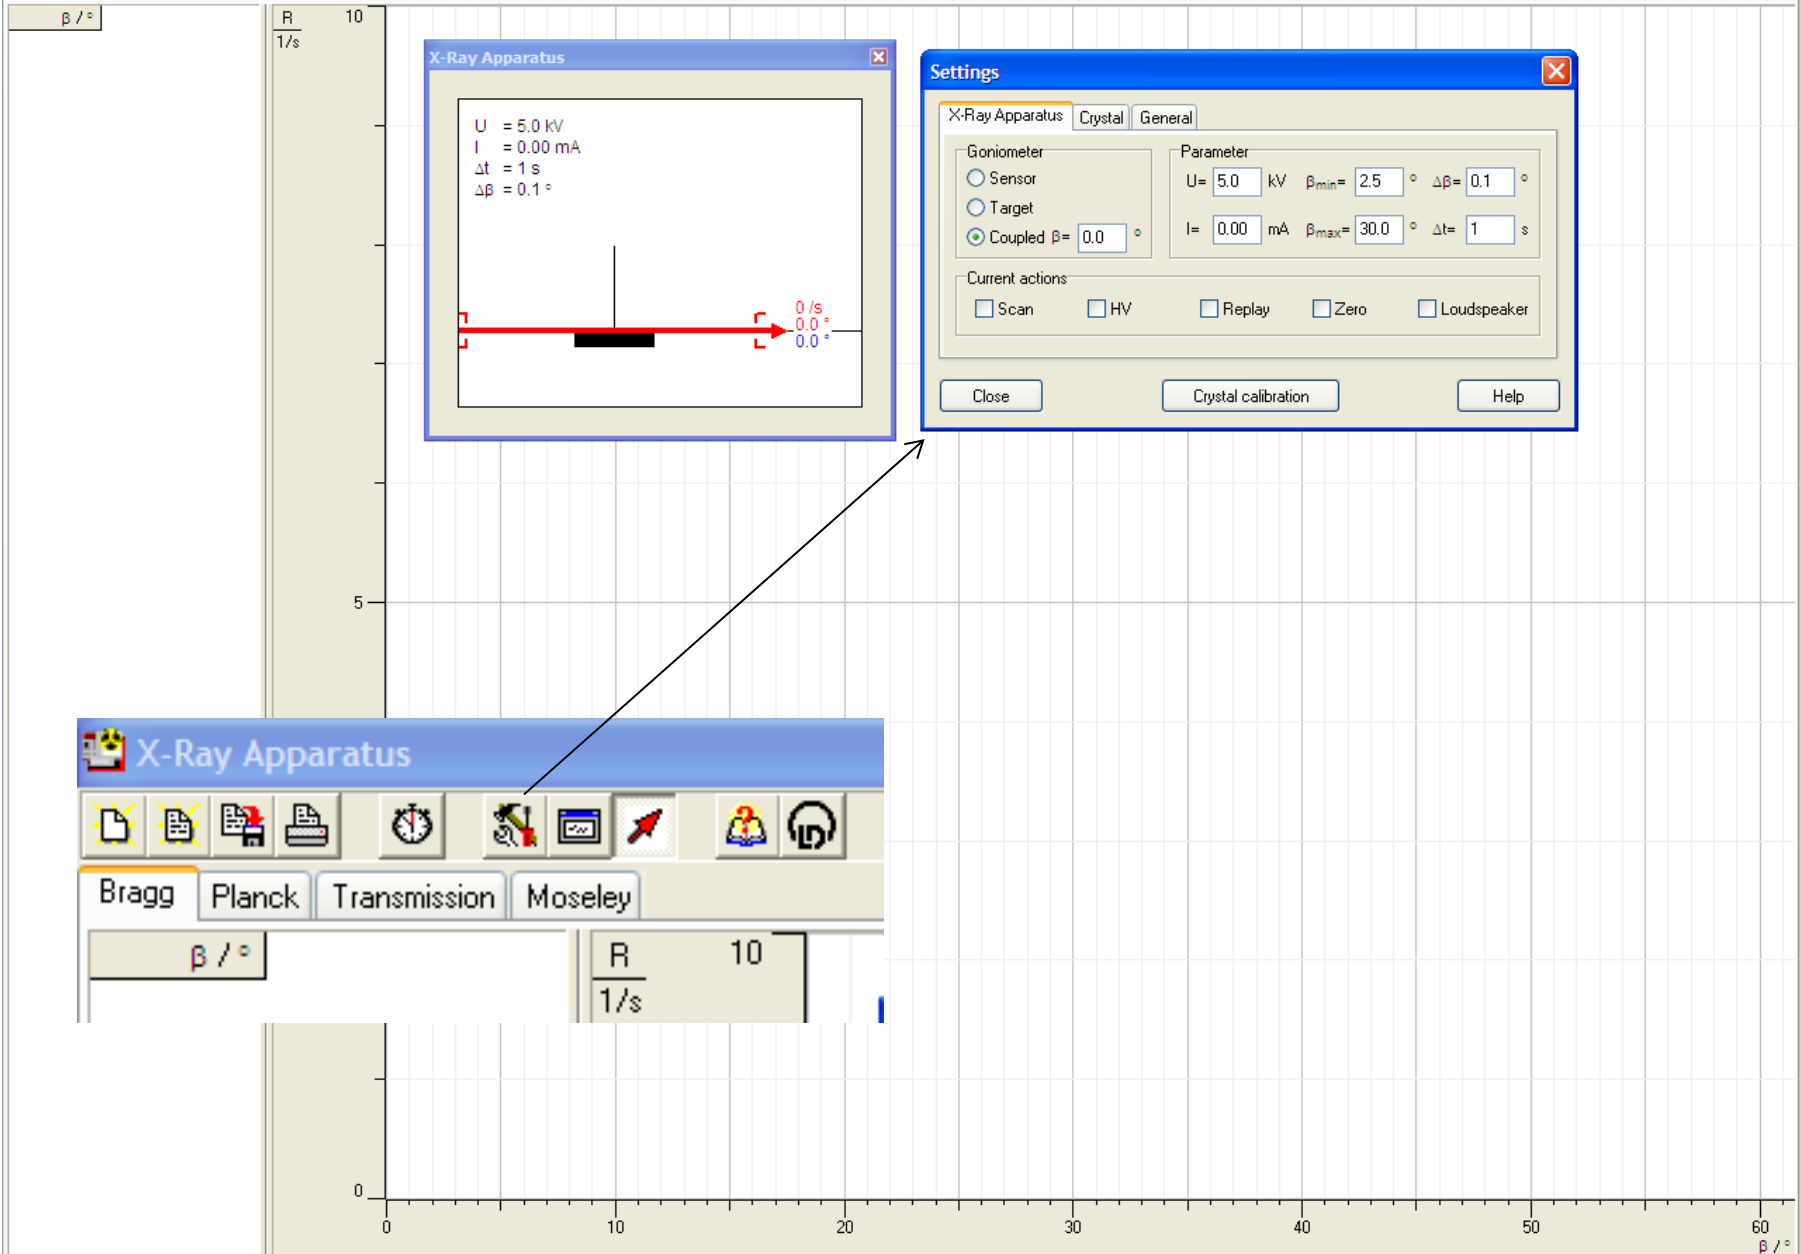 β / °
R
1/s
10
X-Ray Apparatus
U = 5.0 kV
I = 0.00 mA
Δt = 1 s
Δβ = 0.1 °
0 /s
0.0 °
0.0 °
Settings
X-Ray Apparatus Crystal General
Goniometer
Sensor
Target
Coupled β= 0.0 °
Parameter
U= 5.0 kV βmin= 2.5 ° Δβ= 0.1 °
I= 0.00 mA βmax= 30.0 ° Δt= 1 s
Current actions
Scan HV Replay Zero Loudspeaker
Close Crystal calibration Help
5
X-Ray Apparatus
Bragg Planck Transmission Moseley
β / °
R
1/s
10
0
0 10 20 30 40 50 60
β / °